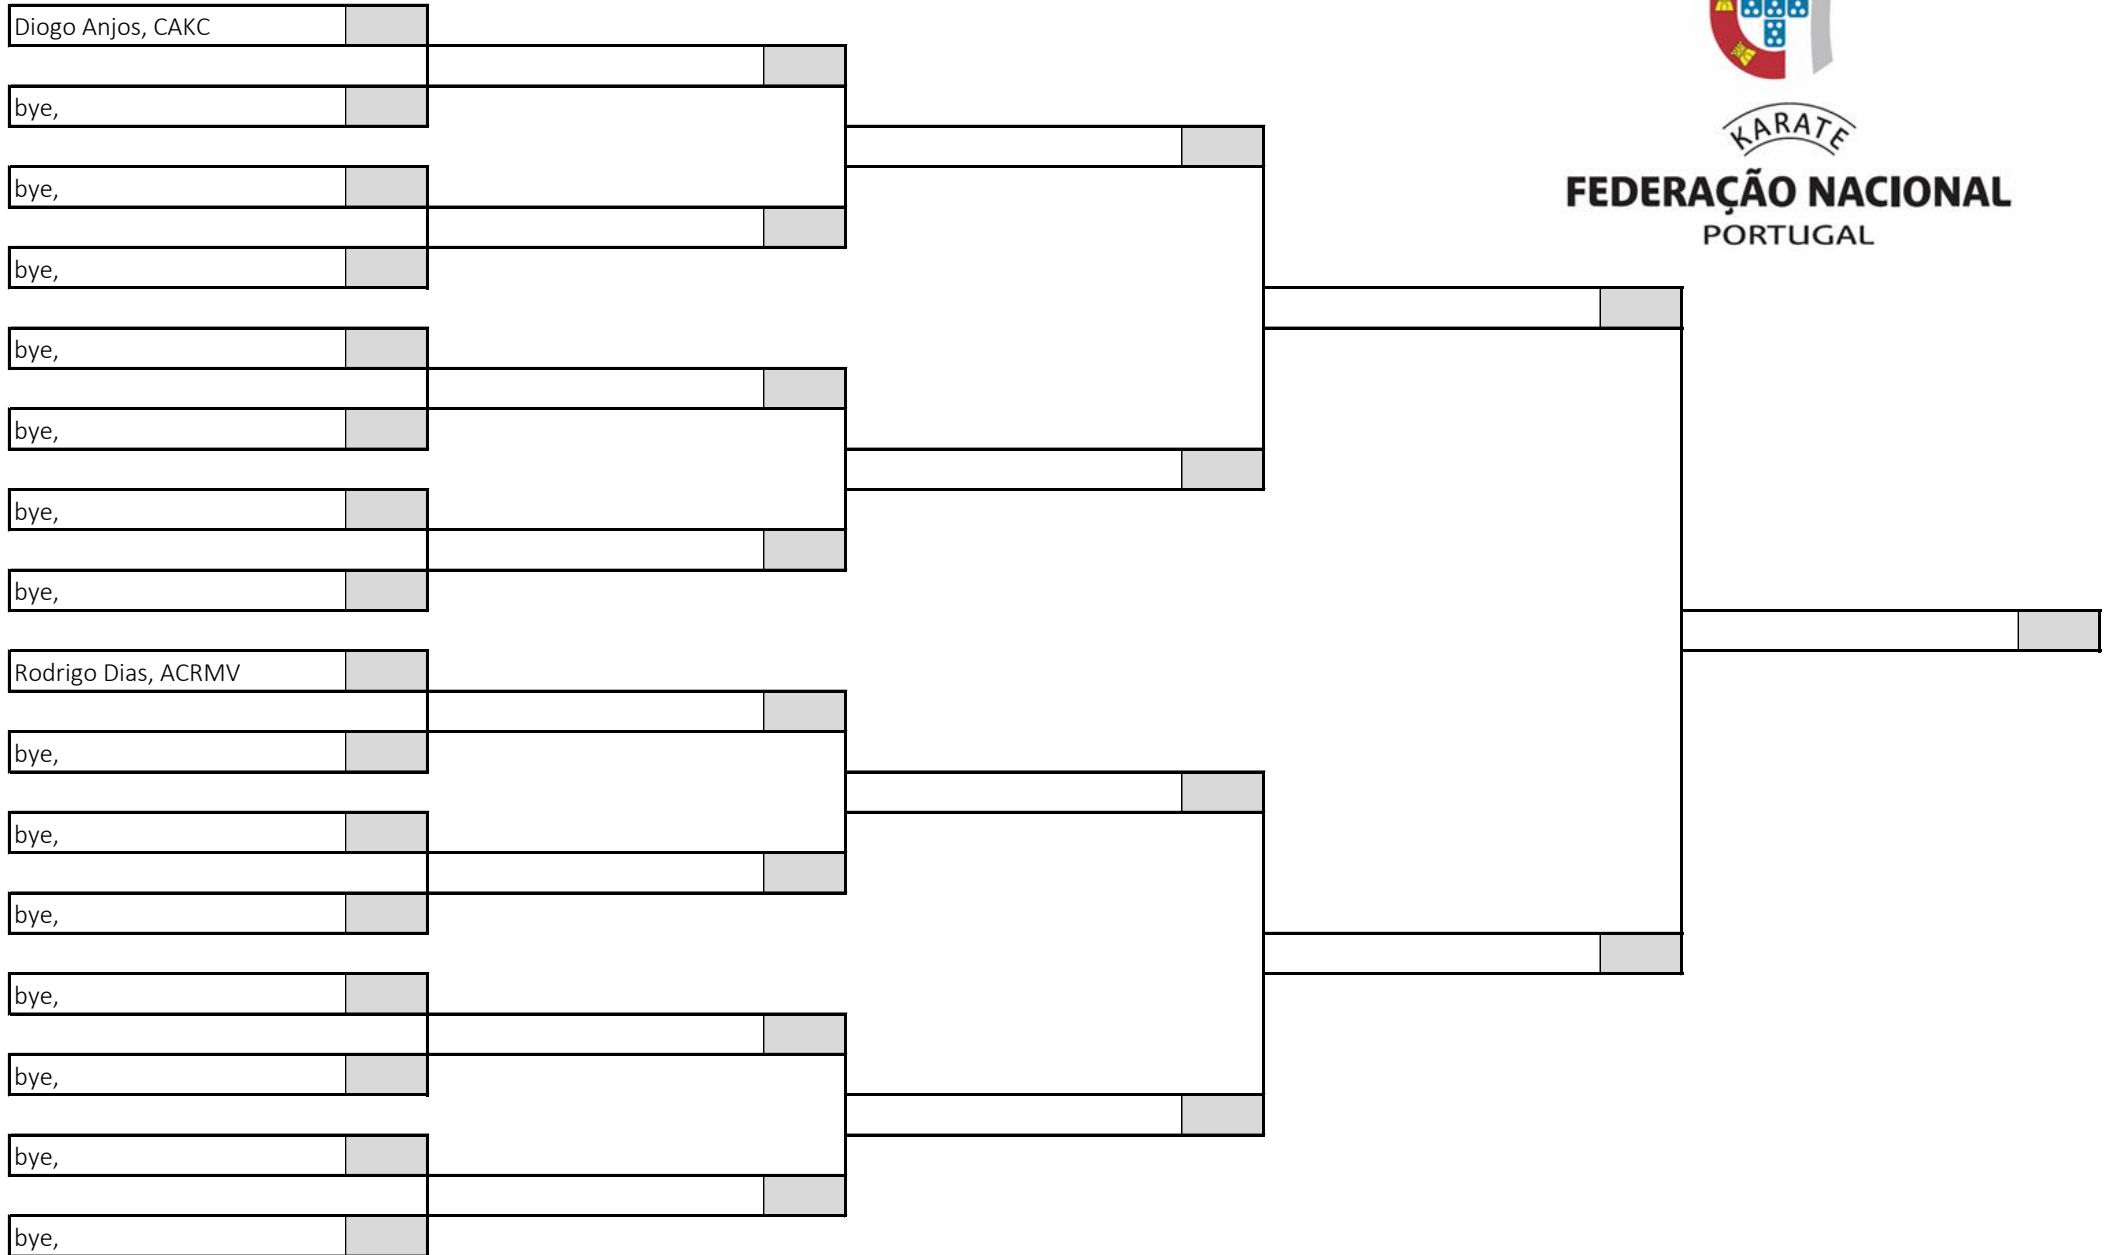 Diogo Anjos, CAKC
bye,
bye,
bye,
bye,
bye,
bye,
bye,
Rodrigo Dias, ACRMV
bye,
bye,
bye,
bye,
bye,
bye,
bye,
KARATE
FEDERAÇÃO NACIONAL
PORTUGAL